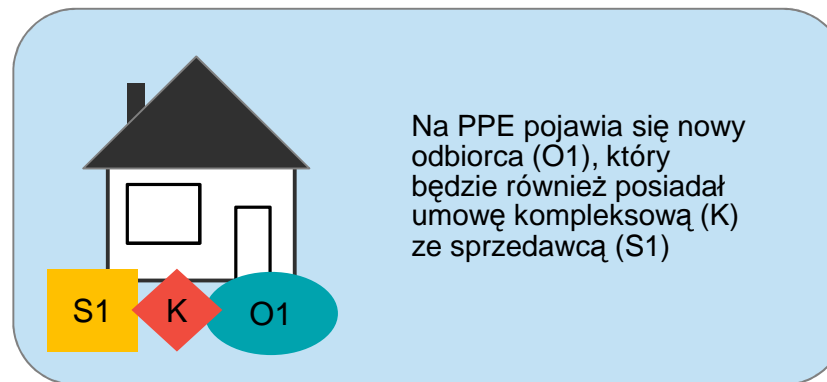 Na PPE pojawia się nowy
odbiorca (O1), który
będzie również posiadał
umowę kompleksową (K)
ze sprzedawcą (S1)
S1
K
O1